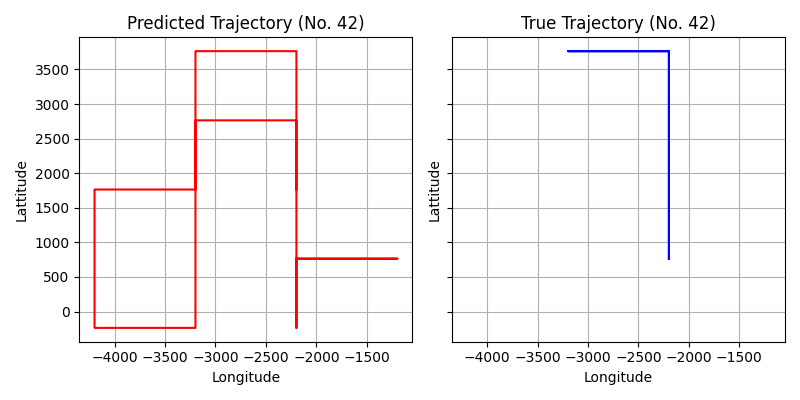 Predicted Trajectory (No. 42)
True Trajectory (No. 42)
3500
3000
2500
2000
1500
1000
500
0
Lattitude
Lattitude
−4000 −3500 −3000 −2500 −2000 −1500
−4000 −3500 −3000 −2500 −2000 −1500
Longitude
Longitude